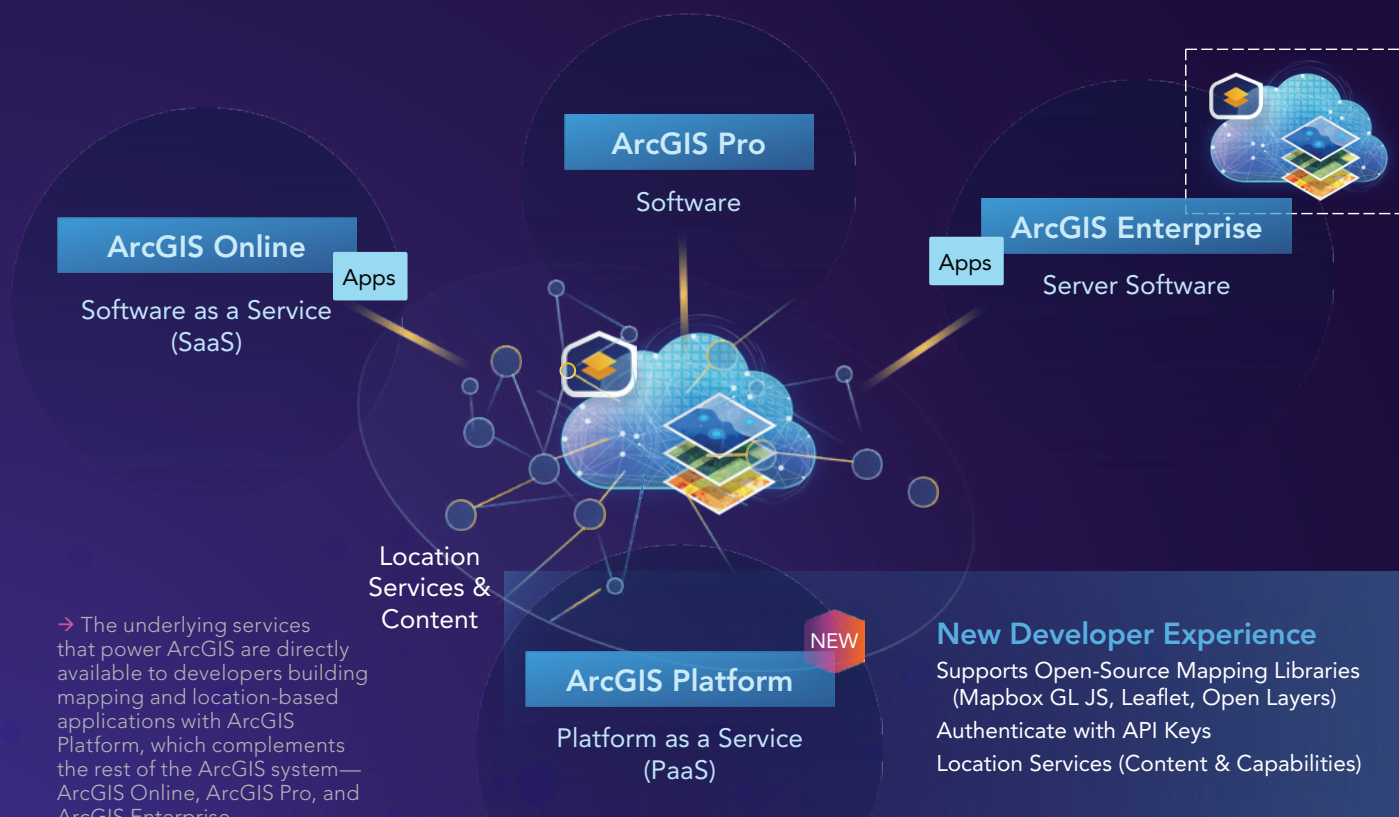 ArcGIS Pro
Software
ArcGIS Online
Apps
Software as a Service
(SaaS)
ArcGIS Enterprise
Apps
Server Software
Location
Services &
Content
→ The underlying services
that power ArcGIS are directly
available to developers building
mapping and location-based
applications with ArcGIS
Platform, which complements
the rest of the ArcGIS system—
ArcGIS Online, ArcGIS Pro, and
ArcGIS Enterprise
NEW
ArcGIS Platform
Platform as a Service
(PaaS)
New Developer Experience
Supports Open-Source Mapping Libraries
(Mapbox GL JS, Leaflet, Open Layers)
Authenticate with API Keys
Location Services (Content & Capabilities)